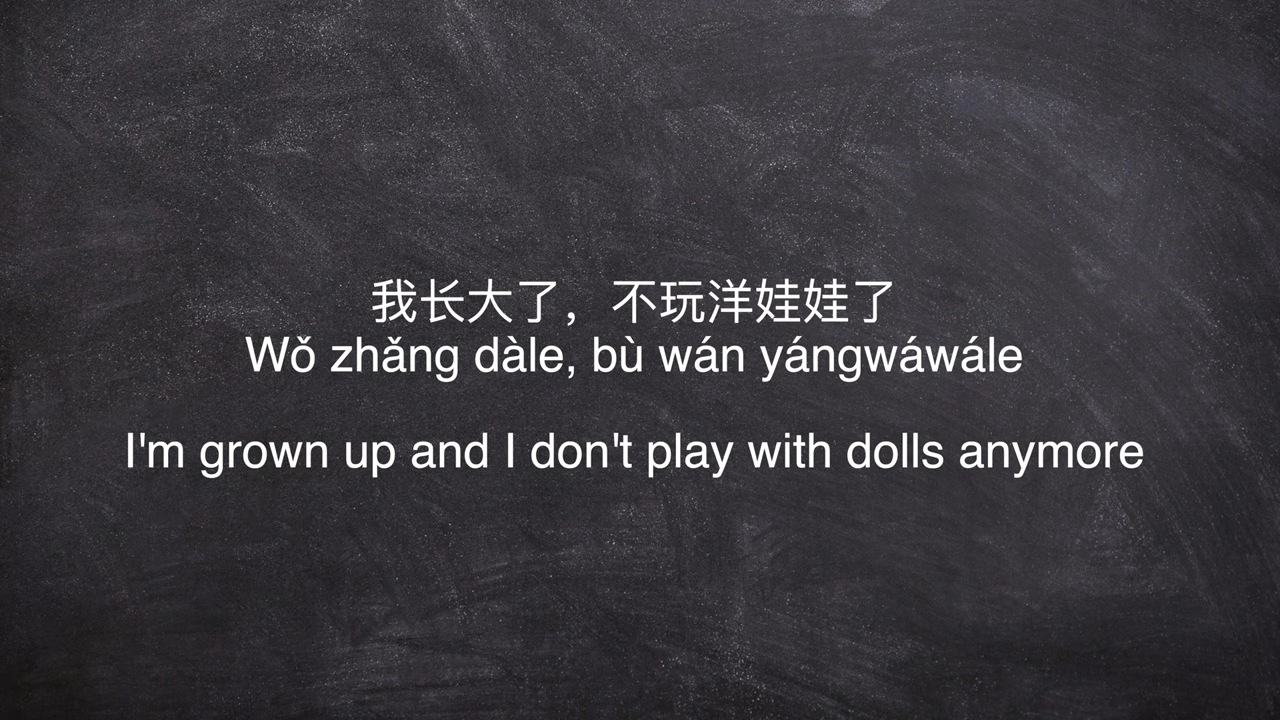 我长大了，不玩洋娃娃了
Wǒ zhǎng dàle, bù wán yángwáwále
I'm grown up and I don't play with dolls anymore